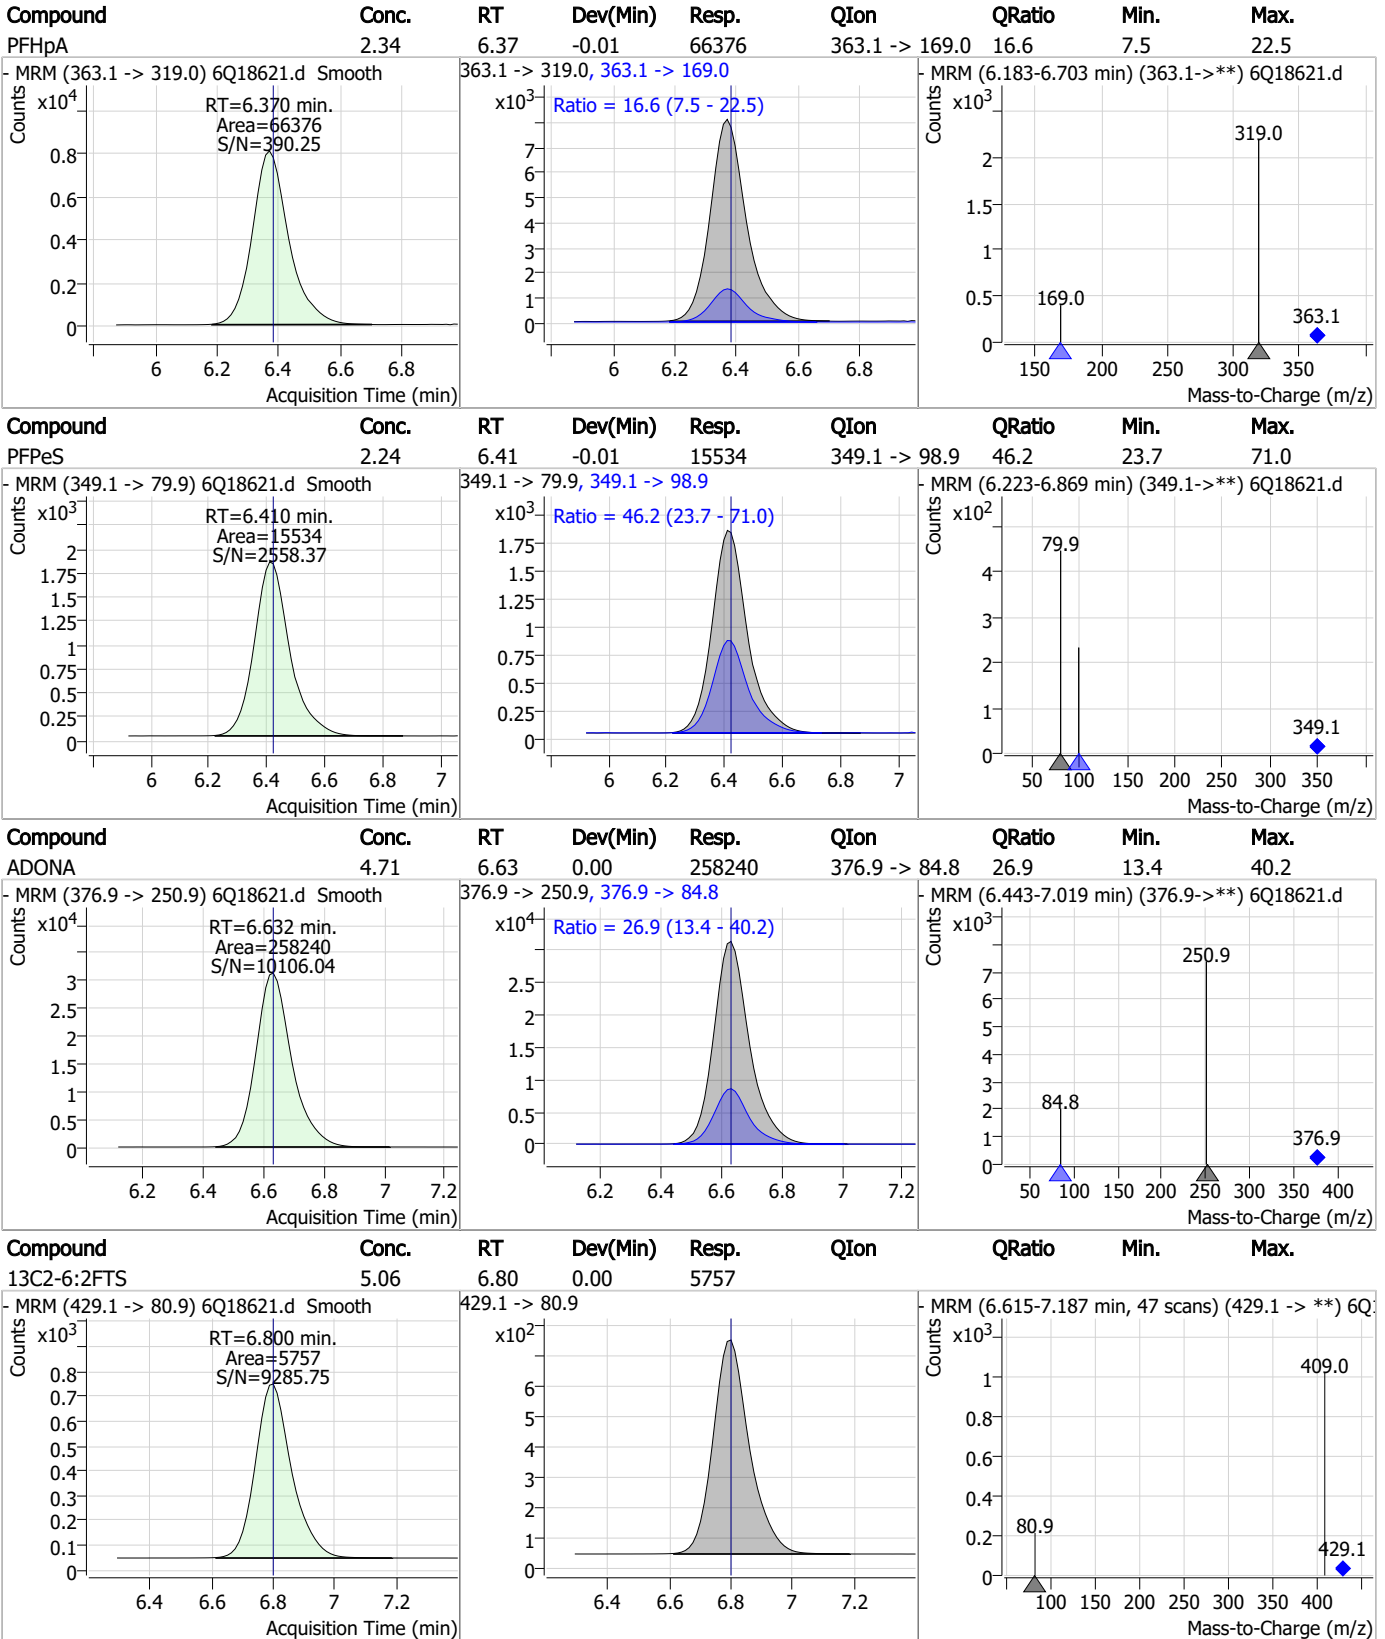 Compound Conc. RT Dev(Min) Resp. QIon QRatio Min. Max.
PFHpA 2.34 6.37 -0.01 66376 363.1 -> 169.0 16.6 7.5 22.5
- MRM (363.1 -> 319.0) 6Q18621.d Smooth
Counts
x10^4
RT=6.370 min.
Area=66376
S/N=390.25
0.8
0.6
0.4
0.2
0
6 6.2 6.4 6.6 6.8
Acquisition Time (min)
363.1 -> 319.0, 363.1 -> 169.0
x10^3
Ratio = 16.6 (7.5 - 22.5)
7
6
5
4
3
2
1
0
6 6.2 6.4 6.6 6.8
- MRM (6.183-6.703 min) (363.1->**) 6Q18621.d
Counts
x10^3
319.0
2
1.5
1
0.5
169.0
363.1
0
150 200 250 300 350
Mass-to-Charge (m/z)
Compound Conc. RT Dev(Min) Resp. QIon QRatio Min. Max.
PFPeS 2.24 6.41 -0.01 15534 349.1 -> 98.9 46.2 23.7 71.0
- MRM (349.1 -> 79.9) 6Q18621.d Smooth
Counts
x10^3
RT=6.410 min.
Area=15534
S/N=2558.37
2
1.75
1.5
1.25
1
0.75
0.5
0.25
0
6 6.2 6.4 6.6 6.8 7
Acquisition Time (min)
349.1 -> 79.9, 349.1 -> 98.9
x10^3
Ratio = 46.2 (23.7 - 71.0)
1.75
1.5
1.25
1
0.75
0.5
0.25
0
6 6.2 6.4 6.6 6.8 7
- MRM (6.223-6.869 min) (349.1->**) 6Q18621.d
Counts
x10^2
79.9
4
3
2
1
349.1
0
50 100 150 200 250 300 350
Mass-to-Charge (m/z)
Compound Conc. RT Dev(Min) Resp. QIon QRatio Min. Max.
ADONA 4.71 6.63 0.00 258240 376.9 -> 84.8 26.9 13.4 40.2
- MRM (376.9 -> 250.9) 6Q18621.d Smooth
Counts
x10^4
RT=6.632 min.
Area=258240
S/N=10106.04
3
2.5
2
1.5
1
0.5
0
6.2 6.4 6.6 6.8 7 7.2
Acquisition Time (min)
376.9 -> 250.9, 376.9 -> 84.8
x10^4
Ratio = 26.9 (13.4 - 40.2)
2.5
2
1.5
1
0.5
0
6.2 6.4 6.6 6.8 7 7.2
- MRM (6.443-7.019 min) (376.9->**) 6Q18621.d
Counts
x10^3
250.9
7
6
5
4
3
2
84.8
1
376.9
0
50 100 150 200 250 300 350 400
Mass-to-Charge (m/z)
Compound Conc. RT Dev(Min) Resp. QIon QRatio Min. Max.
13C2-6:2FTS 5.06 6.80 0.00 5757
- MRM (429.1 -> 80.9) 6Q18621.d Smooth
Counts
x10^3
RT=6.800 min.
Area=5757
S/N=9285.75
0.8
0.7
0.6
0.5
0.4
0.3
0.2
0.1
0
6.4 6.6 6.8 7 7.2
Acquisition Time (min)
429.1 -> 80.9
x10^2
6
5
4
3
2
1
0
6.4 6.6 6.8 7 7.2
- MRM (6.615-7.187 min, 47 scans) (429.1 -> **) 6Q1
Counts
x10^3
409.0
1
0.8
0.6
0.4
0.2
80.9
429.1
0
100 150 200 250 300 350 400
Mass-to-Charge (m/z)